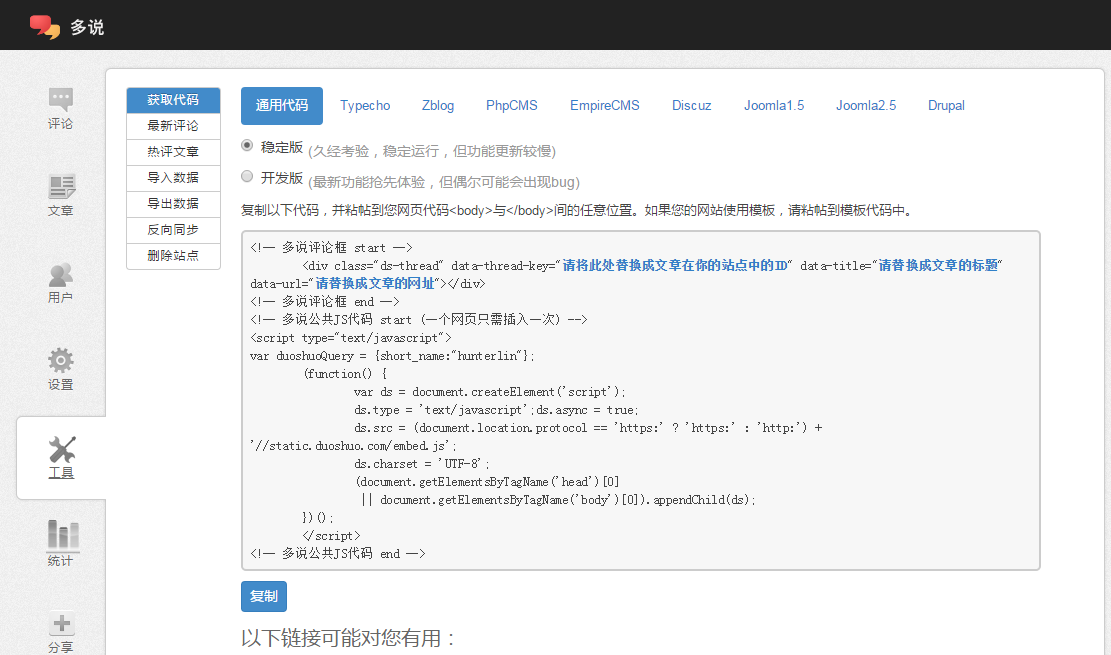 多说
评论
文章
用户
设置
工具
统计
分享
获取代码
最新评论
热评文章
导入数据
导出数据
反向同步
删除站点
通用代码 Typecho Zblog PhpCMS EmpireCMS Discuz Joomla1.5 Joomla2.5 Drupal
稳定版 (久经考验，稳定运行，但功能更新较慢)
开发版 (最新功能抢先体验，但偶尔可能会出现bug)
复制以下代码，并粘帖到您网页代码<body>与</body>间的任意位置。如果您的网站使用模板，请粘帖到模板代码中。
<!-- 多说评论框 start -->
<div class="ds-thread" data-thread-key="请将此处替换成文章在你的站点中的ID" data-title="请替换成文章的标题"
data-url="请替换成文章的网址"></div>
<!-- 多说评论框 end -->
<!-- 多说公共JS代码 start (一个网页只需插入一次) -->
<script type="text/javascript">
var duoshuoQuery = {short_name:"hunterlin"};
(function() {
var ds = document.createElement('script');
ds.type = 'text/javascript';ds.async = true;
ds.src = (document.location.protocol == 'https:' ? 'https:' : 'http:') +
'//static.duoshuo.com/embed.js';
ds.charset = 'UTF-8';
(document.getElementsByTagName('head')[0]
|| document.getElementsByTagName('body')[0]).appendChild(ds);
})();
</script>
<!-- 多说公共JS代码 end -->
复制
以下链接可能对您有用：